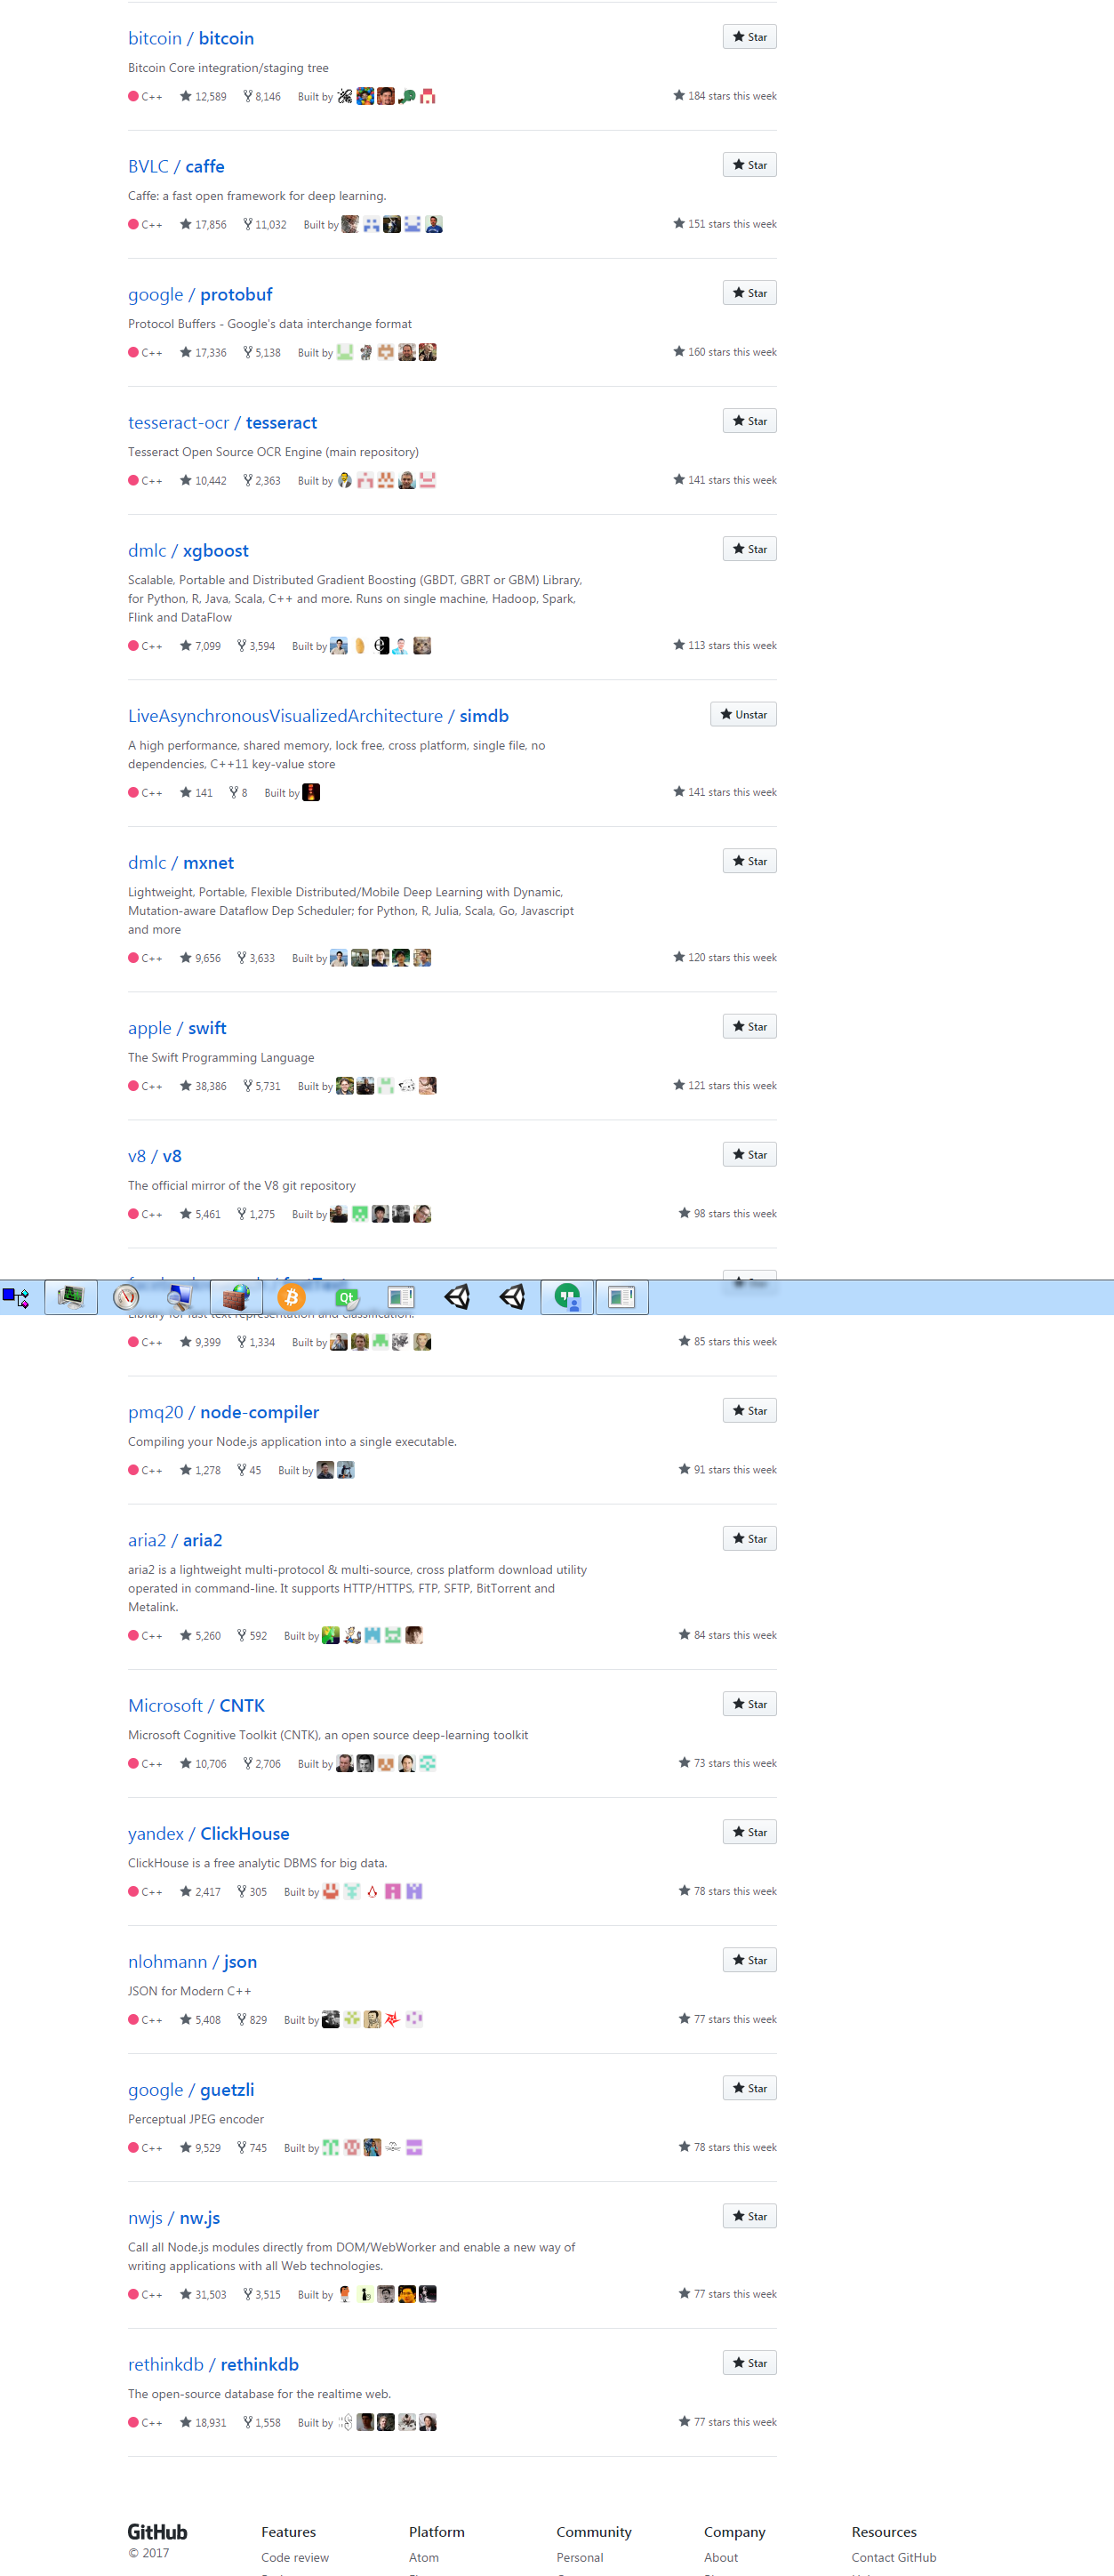 bitcoin / bitcoin
Star
Bitcoin Core integration/staging tree
C++ 12,589 8,146 Built by 184 stars this week
BVLC / caffe
Star
Caffe: a fast open framework for deep learning.
C++ 17,856 11,032 Built by 151 stars this week
google / protobuf
Star
Protocol Buffers - Google's data interchange format
C++ 17,336 5,138 Built by 160 stars this week
tesseract-ocr / tesseract
Star
Tesseract Open Source OCR Engine (main repository)
C++ 10,442 2,363 Built by 141 stars this week
dmlc / xgboost
Star
Scalable, Portable and Distributed Gradient Boosting (GBDT, GBRT or GBM) Library,
for Python, R, Java, Scala, C++ and more. Runs on single machine, Hadoop, Spark,
Flink and DataFlow
C++ 7,099 3,594 Built by 113 stars this week
LiveAsynchronousVisualizedArchitecture / simdb
Unstar
A high performance, shared memory, lock free, cross platform, single file, no
dependencies, C++11 key-value store
C++ 141 8 Built by 141 stars this week
dmlc / mxnet
Star
Lightweight, Portable, Flexible Distributed/Mobile Deep Learning with Dynamic,
Mutation-aware Dataflow Dep Scheduler; for Python, R, Julia, Scala, Go, Javascript
and more
C++ 9,656 3,633 Built by 120 stars this week
apple / swift
Star
The Swift Programming Language
C++ 38,386 5,731 Built by 121 stars this week
v8 / v8
Star
The official mirror of the V8 git repository
C++ 5,461 1,275 Built by 98 stars this week
Qt
Library for fast text representation and classification.
C++ 9,399 1,334 Built by 85 stars this week
pmq20 / node-compiler
Star
Compiling your Node.js application into a single executable.
C++ 1,278 45 Built by 91 stars this week
aria2 / aria2
Star
aria2 is a lightweight multi-protocol & multi-source, cross platform download utility
operated in command-line. It supports HTTP/HTTPS, FTP, SFTP, BitTorrent and
Metalink.
C++ 5,260 592 Built by 84 stars this week
Microsoft / CNTK
Star
Microsoft Cognitive Toolkit (CNTK), an open source deep-learning toolkit
C++ 10,706 2,706 Built by 73 stars this week
yandex / ClickHouse
Star
ClickHouse is a free analytic DBMS for big data.
C++ 2,417 305 Built by 78 stars this week
nlohmann / json
Star
JSON for Modern C++
C++ 5,408 829 Built by 77 stars this week
google / guetzli
Star
Perceptual JPEG encoder
C++ 9,529 745 Built by 78 stars this week
nwjs / nw.js
Star
Call all Node.js modules directly from DOM/WebWorker and enable a new way of
writing applications with all Web technologies.
C++ 31,503 3,515 Built by 77 stars this week
rethinkdb / rethinkdb
Star
The open-source database for the realtime web.
C++ 18,931 1,558 Built by 77 stars this week
GitHub Features Platform Community Company Resources
© 2017 Code review Atom Personal About Contact GitHub